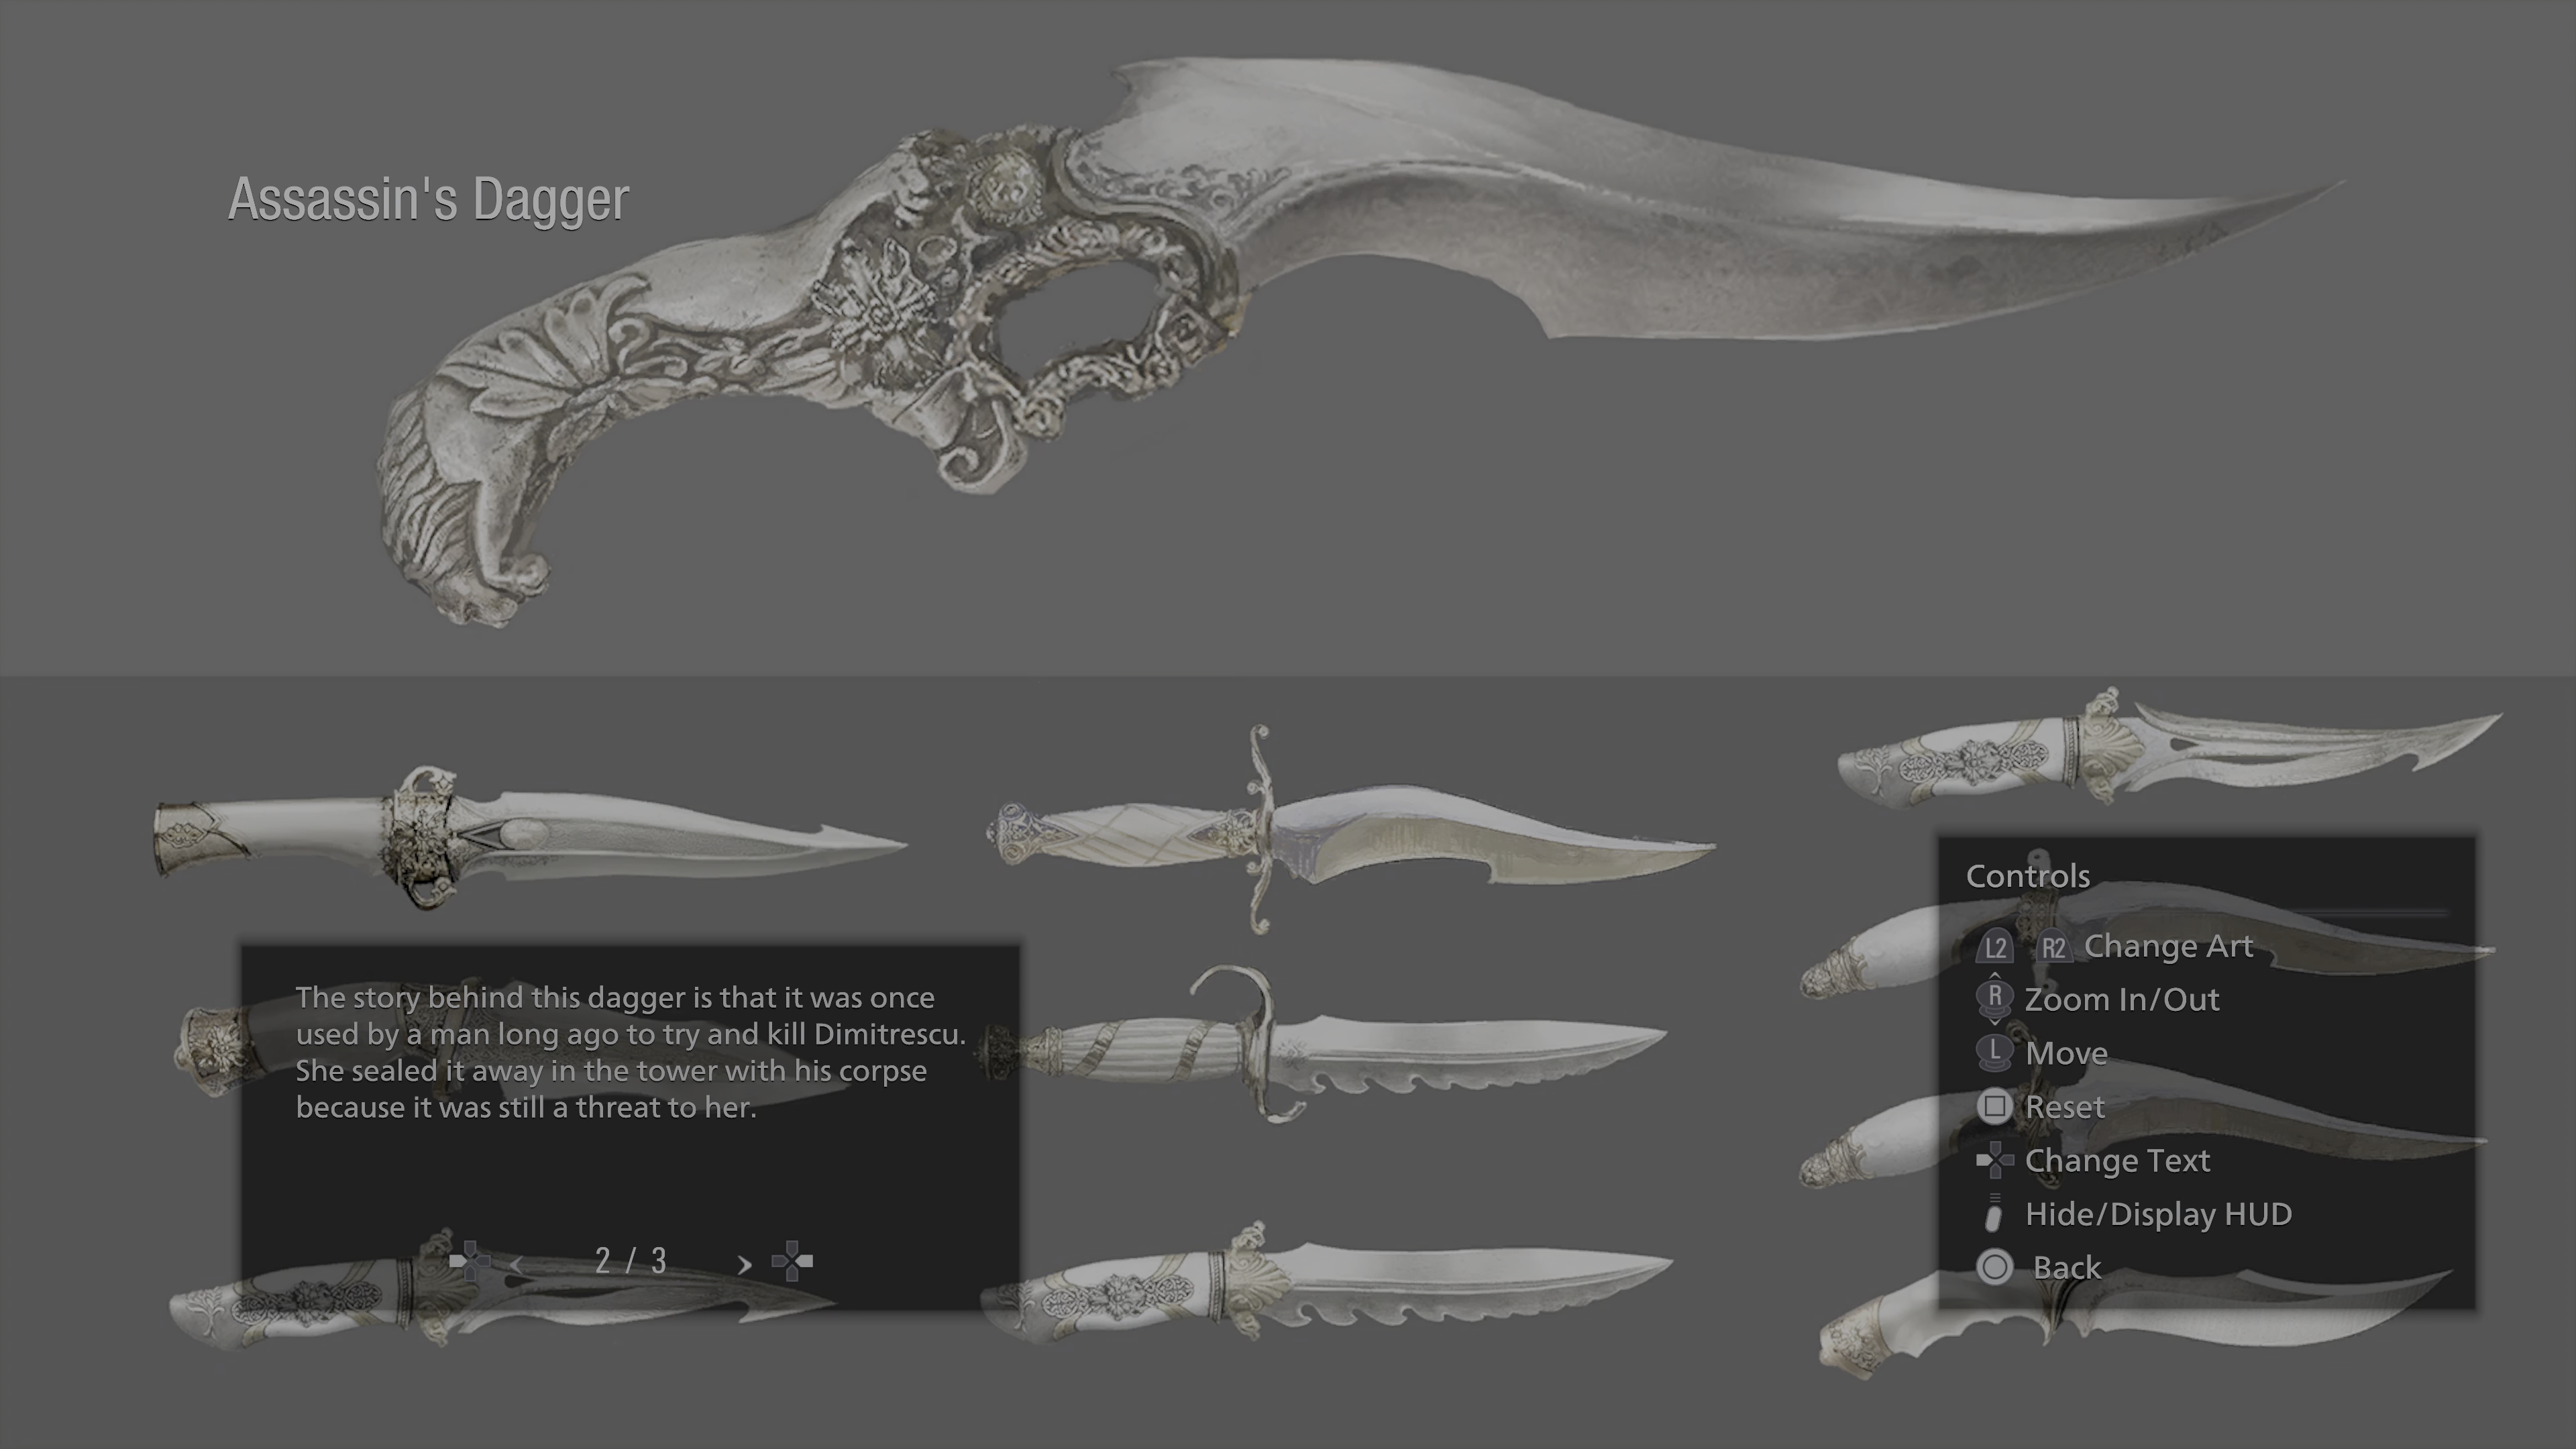 Assassin's Dagger
The story behind this dagger is that it was once
used by a man long ago to try and kill Dimitrescu.
She sealed it away in the tower with his corpse
because it was still a threat to her.
2 / 3
Controls
L2 R2 Change Art
R Zoom In/Out
L Move
Reset
Change Text
Hide/Display HUD
Back